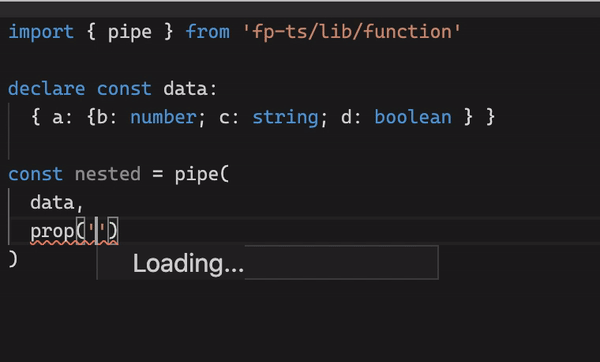 import { pipe } from 'fp-ts/lib/function'
declare const data:
{ a: {b: number; c: string; d: boolean } }
const nested = pipe(
data,
prop('')
)
Loading...